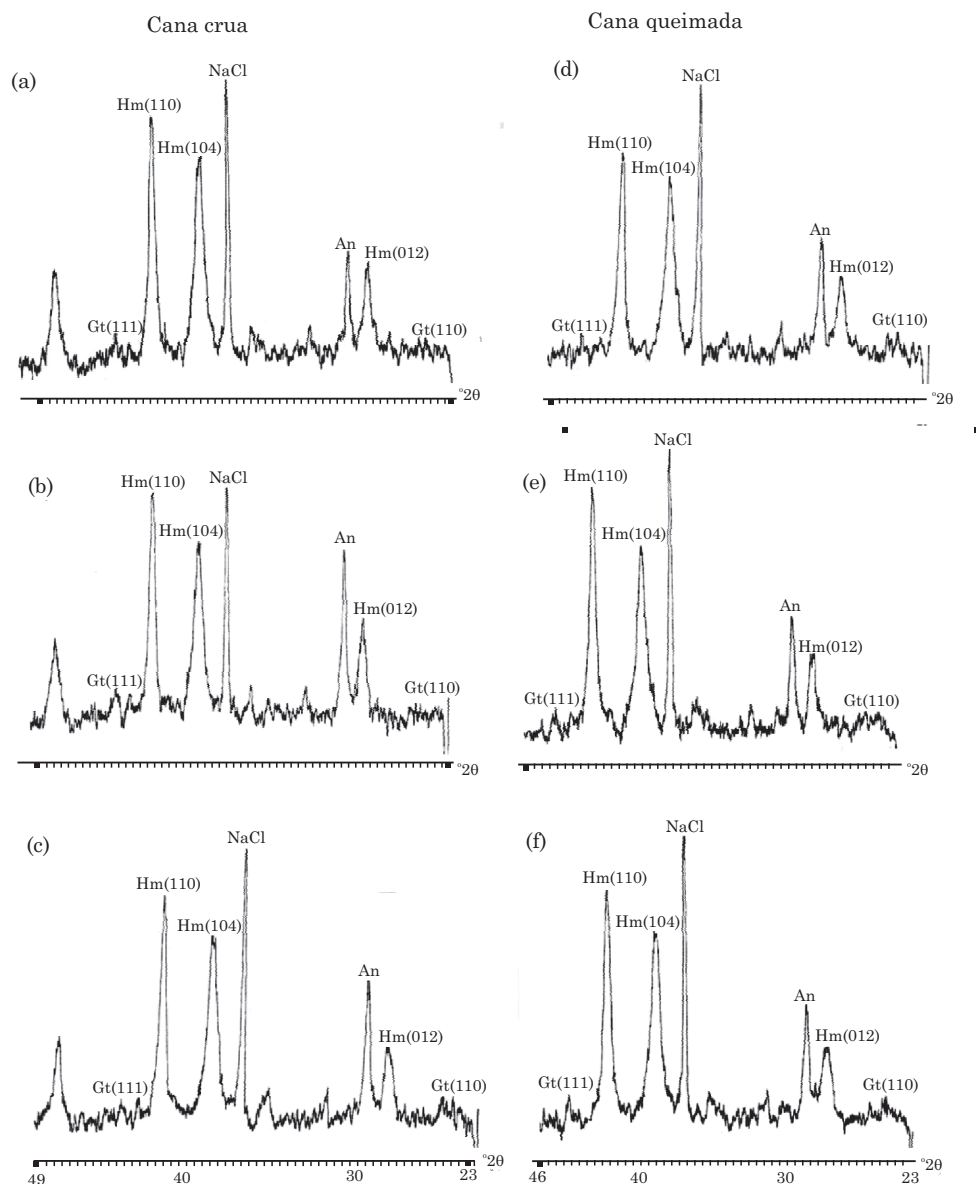 Cana crua
Cana queimada
(a)
NaCl
Hm(110)
Hm(104)
An
Hm(012)
Gt(111)
Gt(110)
°2θ
(d)
NaCl
Hm(110)
Hm(104)
An
Hm(012)
Gt(111)
Gt(110)
°2θ
(b)
Hm(110)
NaCl
Hm(104)
An
Hm(012)
Gt(111)
Gt(110)
°2θ
(e)
NaCl
Hm(110)
Hm(104)
An
Hm(012)
Gt(111)
Gt(110)
°2θ
(c)
NaCl
Hm(110)
Hm(104)
An
Hm(012)
Gt(111)
Gt(110)
°2θ
49 40 30 23
(f)
NaCl
Hm(110)
Hm(104)
An
Hm(012)
Gt(111)
Gt(110)
°2θ
46 40 30 23